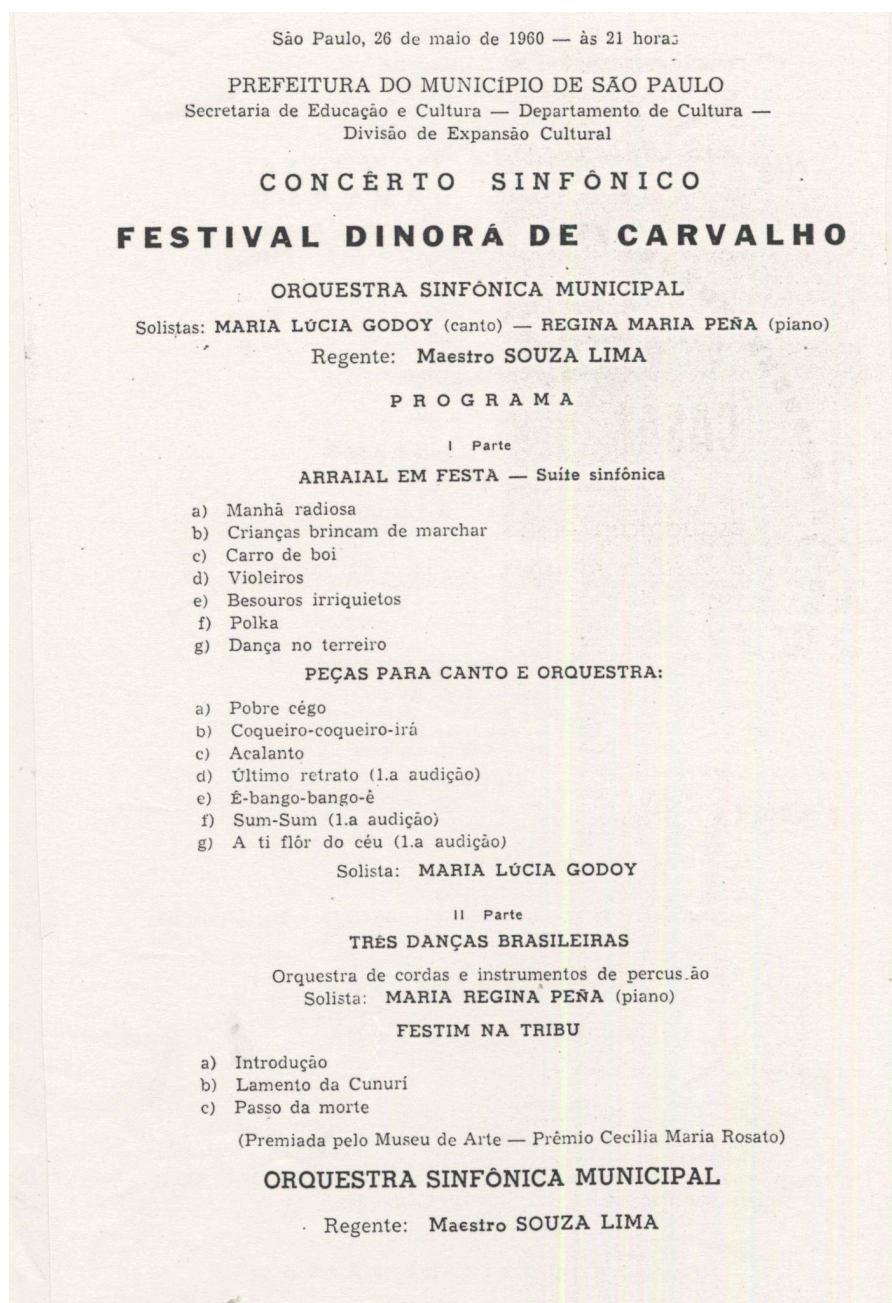 São Paulo, 26 de maio de 1960 — às 21 horas
PREFEITURA DO MUNICÍPIO DE SÃO PAULO
Secretaria de Educação e Cultura — Departamento de Cultura —
Divisão de Expansão Cultural
CONCÊRTO SINFÔNICO
FESTIVAL DINORÁ DE CARVALHO
ORQUESTRA SINFÔNICA MUNICIPAL
Solistas: MARIA LÚCIA GODOY (canto) — REGINA MARIA PEÑA (piano)
Regente: Maestro SOUZA LIMA
PROGRAMA
I Parte
ARRAIAL EM FESTA — Suíte sinfônica
a) Manhã radiosa
b) Crianças brincam de marchar
c) Carro de boi
d) Violeiros
e) Besouros irriquietos
f) Polka
g) Dança no terreiro
PEÇAS PARA CANTO E ORQUESTRA:
a) Pobre cégo
b) Coqueiro-coqueiro-irá
c) Acalanto
d) Último retrato (1.a audição)
e) Ê-bango-bango-ê
f) Sum-Sum (1.a audição)
g) A ti flôr do céu (1.a audição)
Solista: MARIA LÚCIA GODOY
II Parte
TRÊS DANÇAS BRASILEIRAS
Orquestra de cordas e instrumentos de percussão
Solista: MARIA REGINA PEÑA (piano)
FESTIM NA TRIBU
a) Introdução
b) Lamento da Cunurí
c) Passo da morte
(Premiada pelo Museu de Arte — Prêmio Cecília Maria Rosato)
ORQUESTRA SINFÔNICA MUNICIPAL
Regente: Maestro SOUZA LIMA